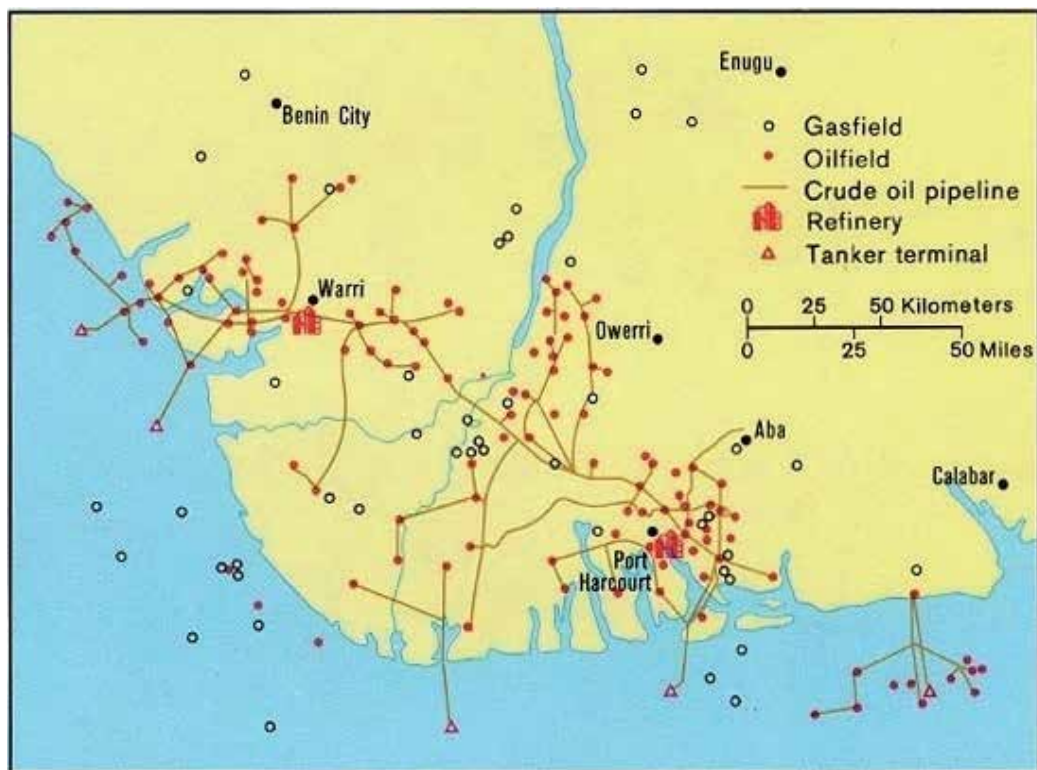 Enugu
Benin City
Gasfield
Oilfield
Crude oil pipeline
Refinery
Tanker terminal
Warri
0 25 50 Kilometers
0 25 50 Miles
Owerri
Aba
Calabar
Port
Harcourt